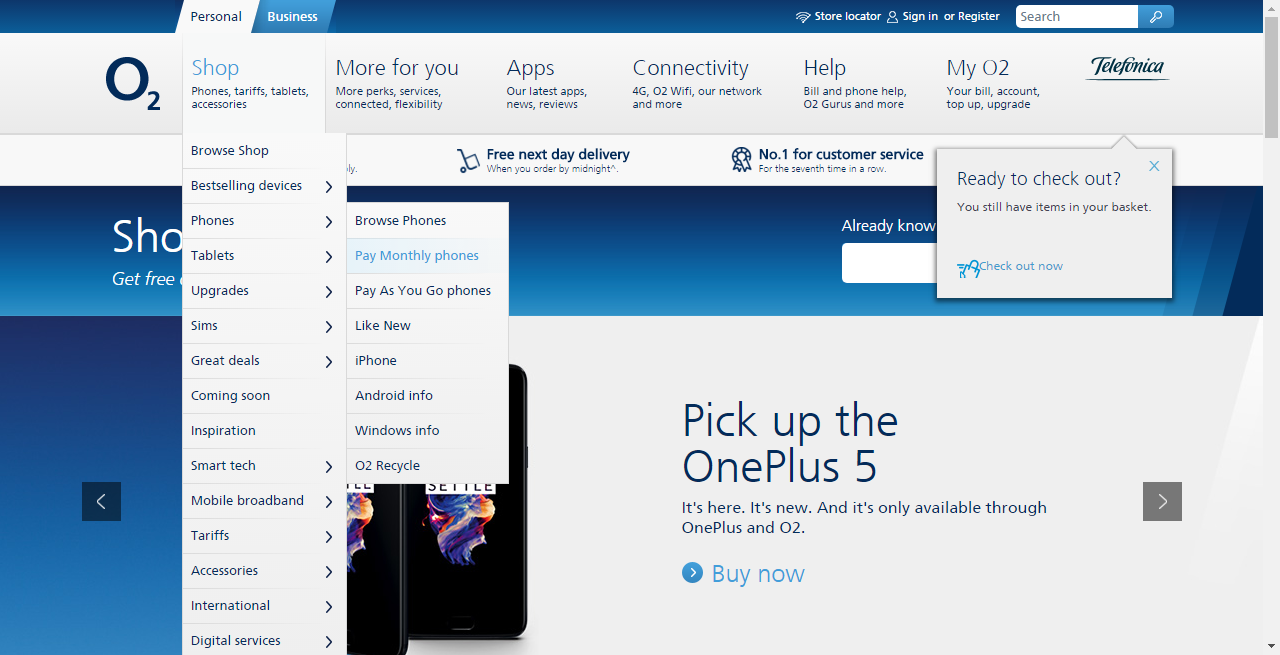 Personal
Business
Store locator
Sign in or Register
Search
O2
Shop
Phones, tariffs, tablets,
accessories
More for you
More perks, services,
connected, flexibility
Apps
Our latest apps,
news, reviews
Connectivity
4G, O2 Wifi, our network
and more
Help
Bill and phone help,
O2 Gurus and more
My O2
Your bill, account,
top up, upgrade
Telefónica
Free next day delivery
When you order by midnight^.
No.1 for customer service
For the seventh time in a row.
Ready to check out?
You still have items in your basket.
Check out now
Already know
Get free
Browse Shop
Bestselling devices
Phones
Tablets
Upgrades
Sims
Great deals
Coming soon
Inspiration
Smart tech
Mobile broadband
Tariffs
Accessories
International
Digital services
Browse Phones
Pay Monthly phones
Pay As You Go phones
Like New
iPhone
Android info
Windows info
O2 Recycle
SETTLE
Pick up the
OnePlus 5
It's here. It's new. And it's only available through
OnePlus and O2.
Buy now